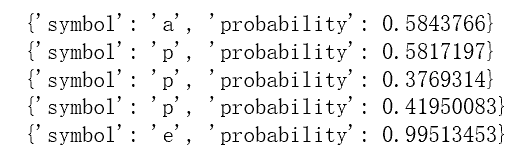 {'symbol': 'a', 'probability': 0.5843766}
{'symbol': 'p', 'probability': 0.5817197}
{'symbol': 'p', 'probability': 0.3769314}
{'symbol': 'p', 'probability': 0.41950083}
{'symbol': 'e', 'probability': 0.99513453}